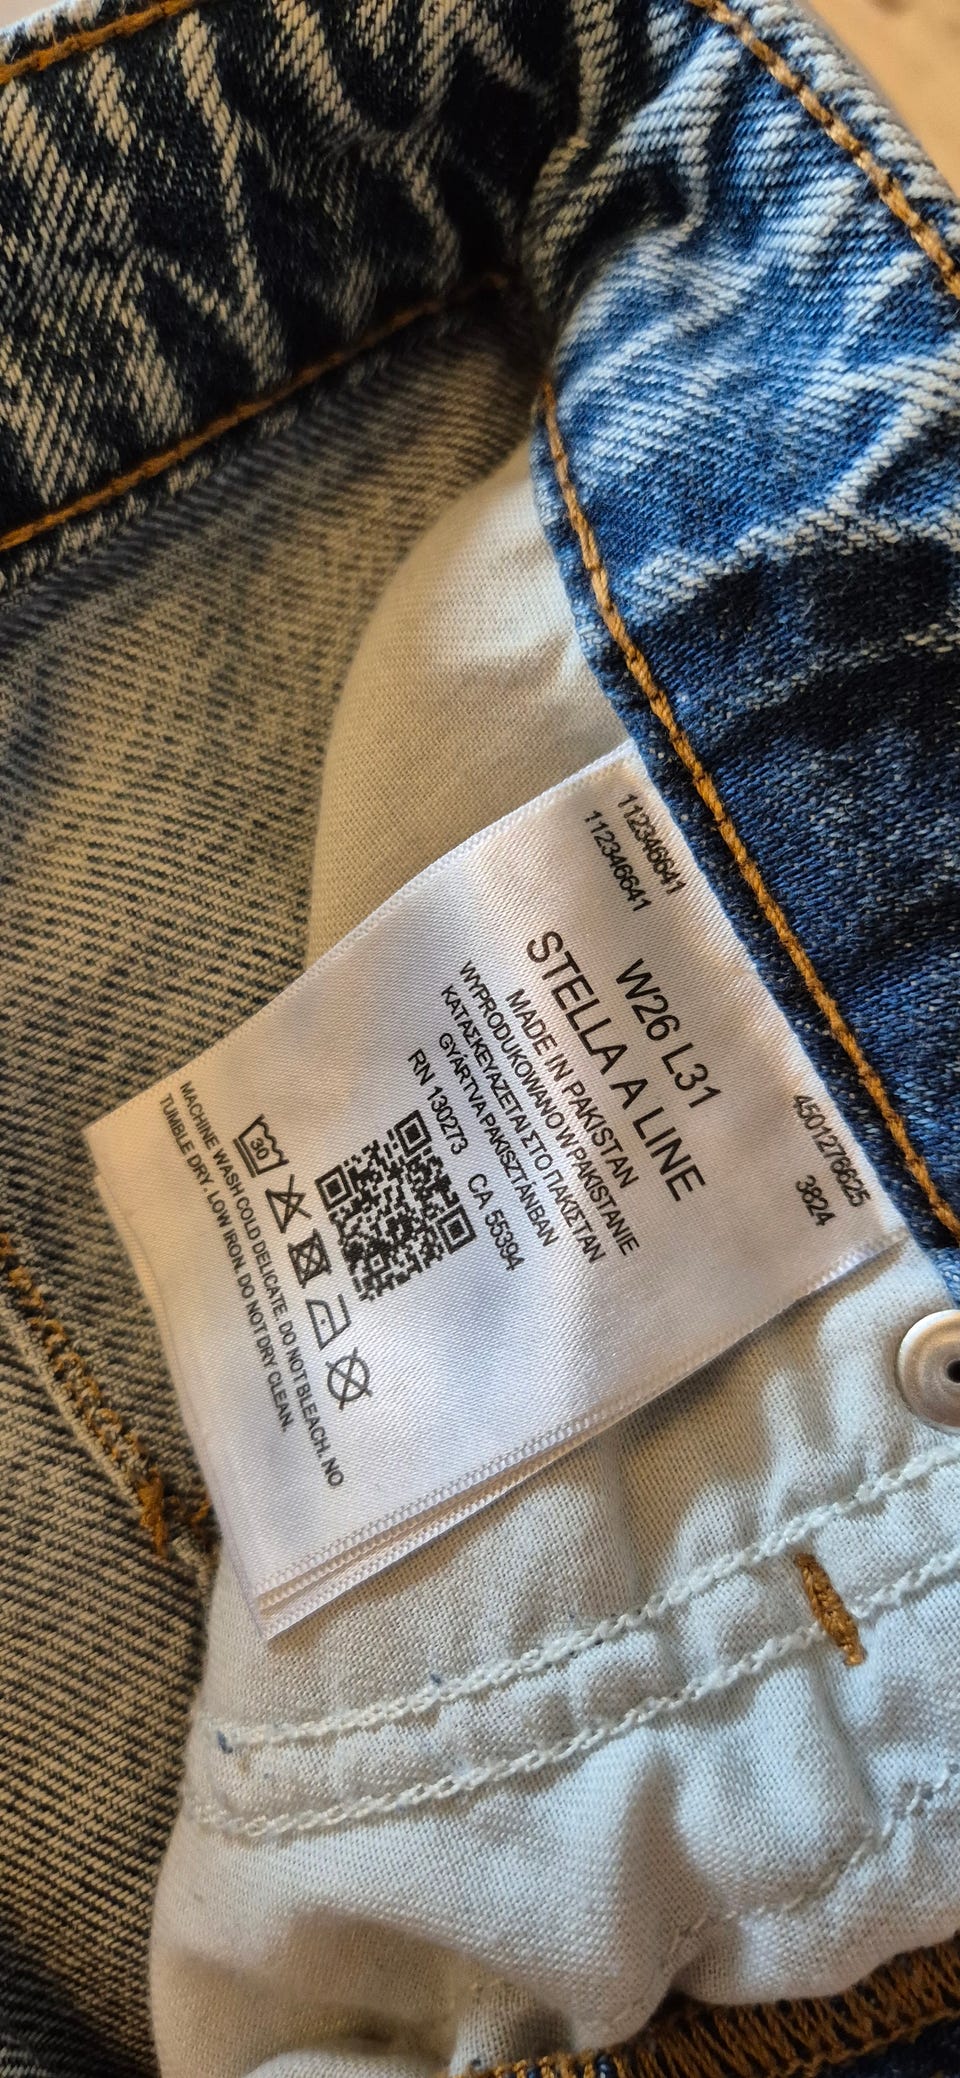 112346641
112346641
4501276625
3824
W26 L31
STELLA A LINE
MADE IN PAKISTAN
WYPRODUKOWANO W PAKISTANIE
ΚΑΤΑΣΚΕΥΑΖΕΤΑΙ ΣΤΟ ΠΑΚΙΣΤΑΝ
GYÁRTVA PAKISZTÁNBAN
RN 130273 CA 55394
30
MACHINE WASH COLD DELICATE. DO NOT BLEACH. NO
TUMBLE DRY. LOW IRON. DO NOT DRY CLEAN.